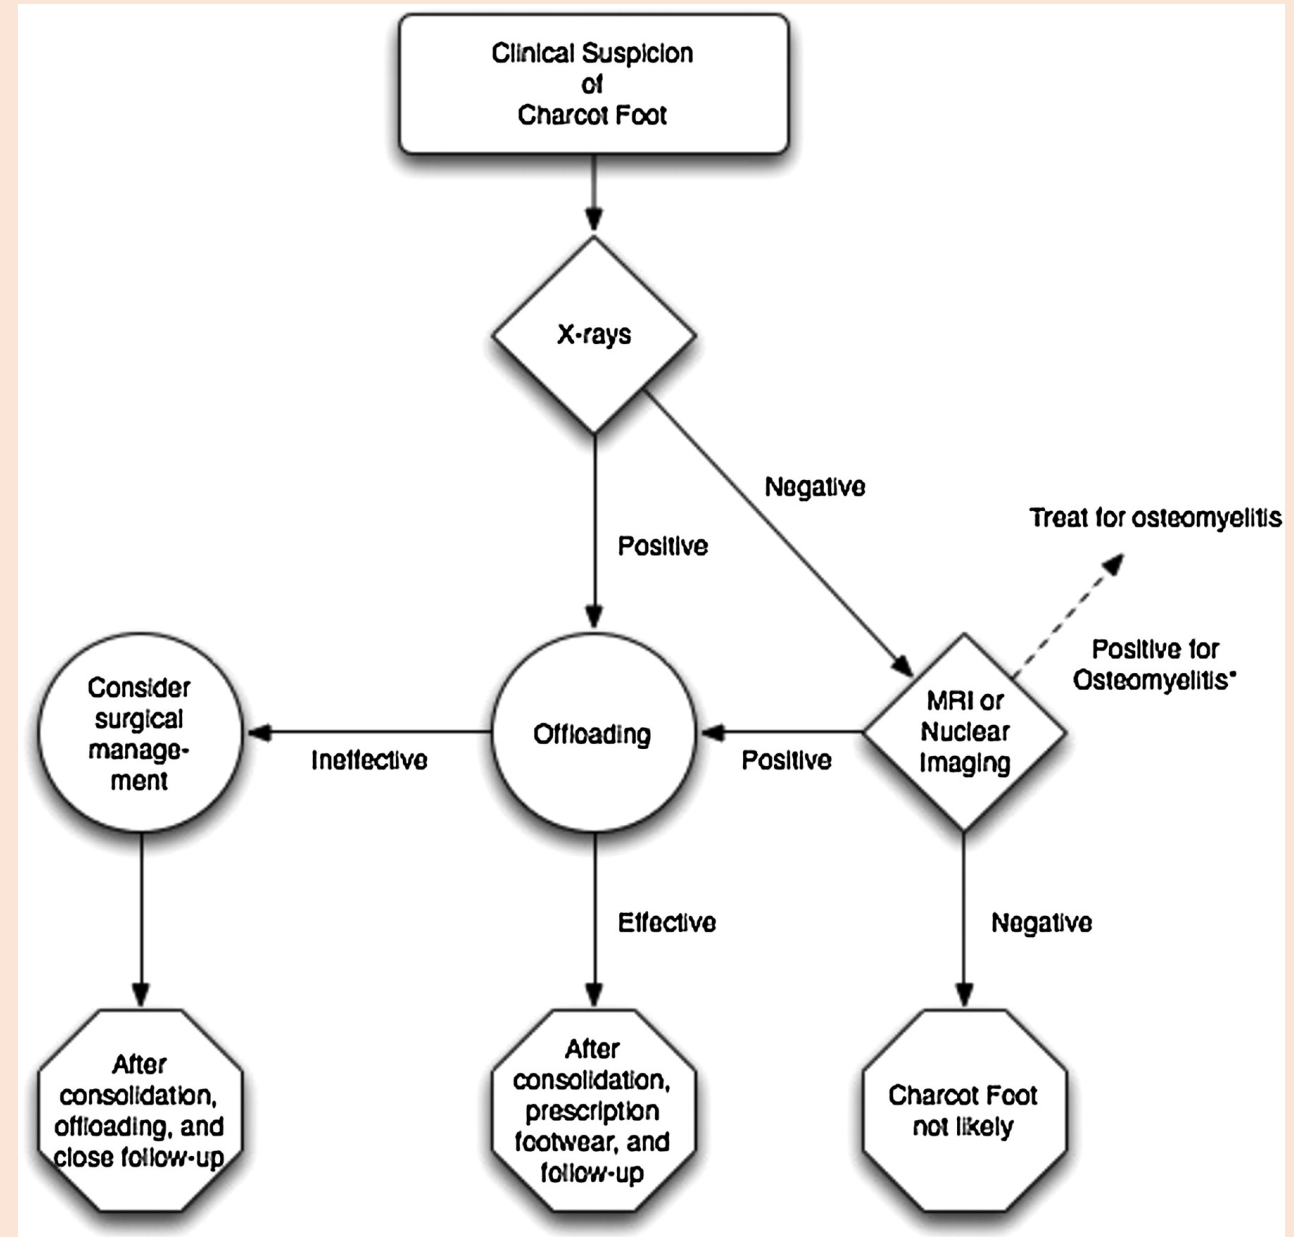 Clinical Suspicion
of
Charcot Foot
X-rays
Negative
Treat for osteomyelitis
Positive
Positive for
Osteomyelitis*
Consider
surgical
manage-
ment
Offloading
MRI or
Nuclear
Imaging
Ineffective
Positive
Effective
Negative
After
consolidation,
offloading, and
close follow-up
After
consolidation,
prescription
footwear, and
follow-up
Charcot Foot
not likely